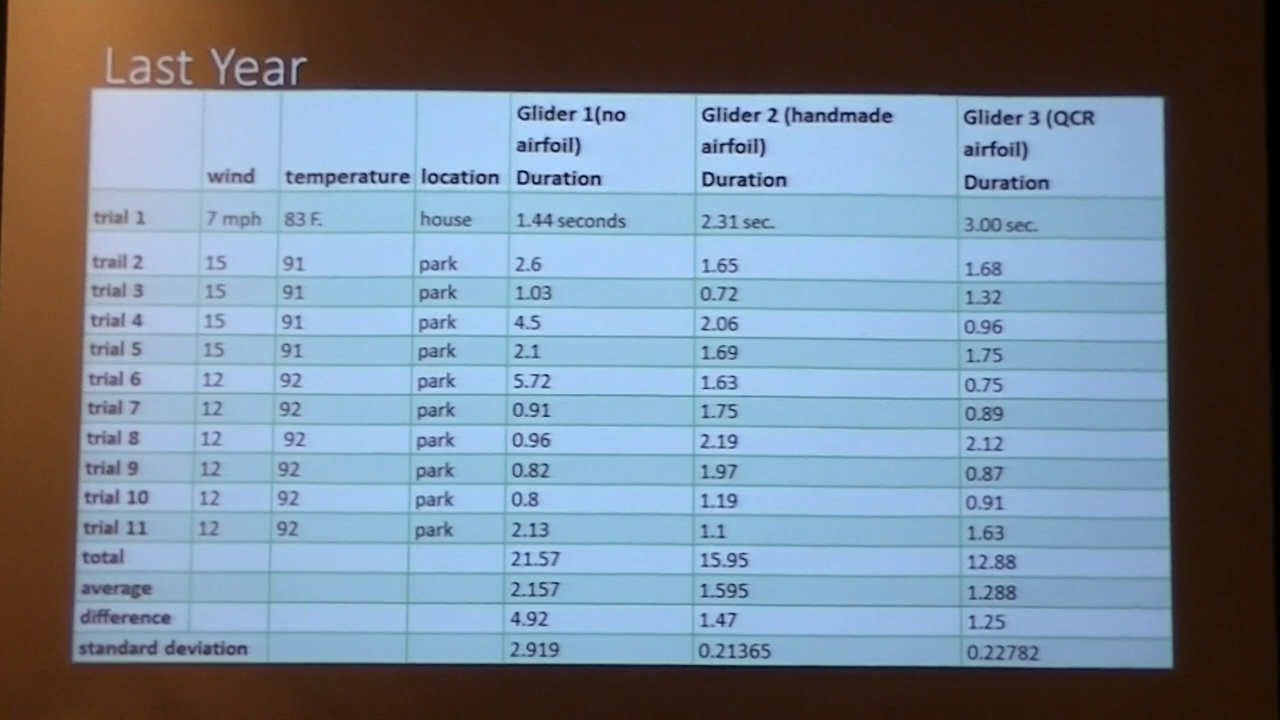 Last Year
wind temperature location Glider 1(no airfoil) Duration Glider 2 (handmade airfoil) Duration Glider 3 (QCR airfoil) Duration
trial 1 7 mph 83 F. house 1.44 seconds 2.31 sec. 3.00 sec.
trail 2 15 91 park 2.6 1.65 1.68
trial 3 15 91 park 1.03 0.72 1.32
trial 4 15 91 park 4.5 2.06 0.96
trial 5 15 91 park 2.1 1.69 1.75
trial 6 12 92 park 5.72 1.63 0.75
trial 7 12 92 park 0.91 1.75 0.89
trial 8 12 92 park 0.96 2.19 2.12
trial 9 12 92 park 0.82 1.97 0.87
trial 10 12 92 park 0.8 1.19 0.91
trial 11 12 92 park 2.13 1.1 1.63
total 21.57 15.95 12.88
average 2.157 1.595 1.288
difference 4.92 1.47 1.25
standard deviation 2.919 0.21365 0.22782